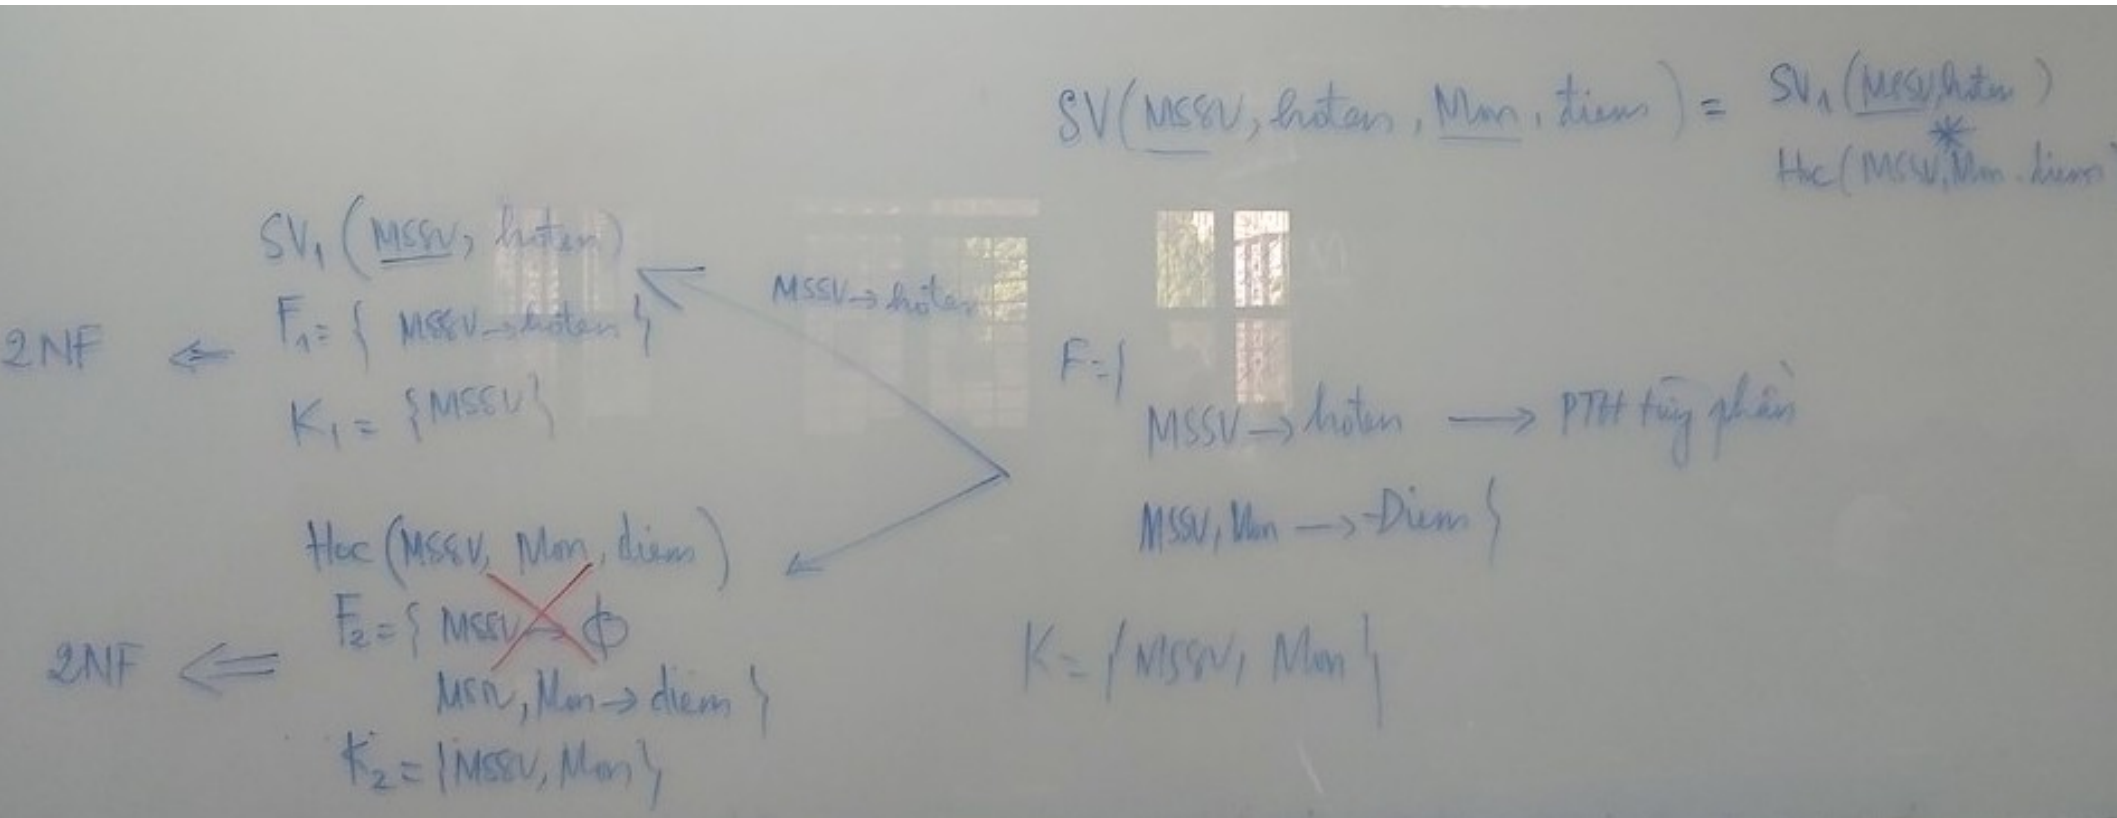 SV(MSSV, hoten, Mon, diem) = SV₁(MSSV, hoten)
*
Hoc(MSSV, Mon, diem)
SV₁(MSSV, hoten)
F₁ = { MSSV → hoten }
K₁ = {MSSV}
2NF ⇐
MSSV → hoten
Hoc(MSSV, Mon, diem)
F₂ = { MSSV → ϕ
MSSV, Mon → diem }
K₂ = {MSSV, Mon}
2NF ⇐
F = {
MSSV → hoten → PTH từng phần
MSSV, Mon → Diem }
K = {MSSV, Mon}